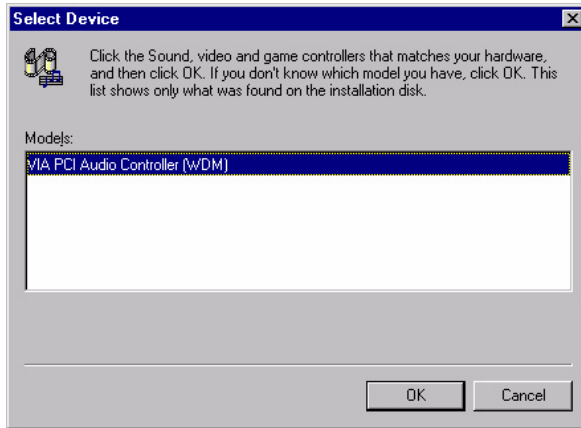 Select Device
Click the Sound, video and game controllers that matches your hardware,
and then click OK. If you don't know which model you have, click OK. This
list shows only what was found on the installation disk.
Models:
VIA PCI Audio Controller (WDM)
OK
Cancel